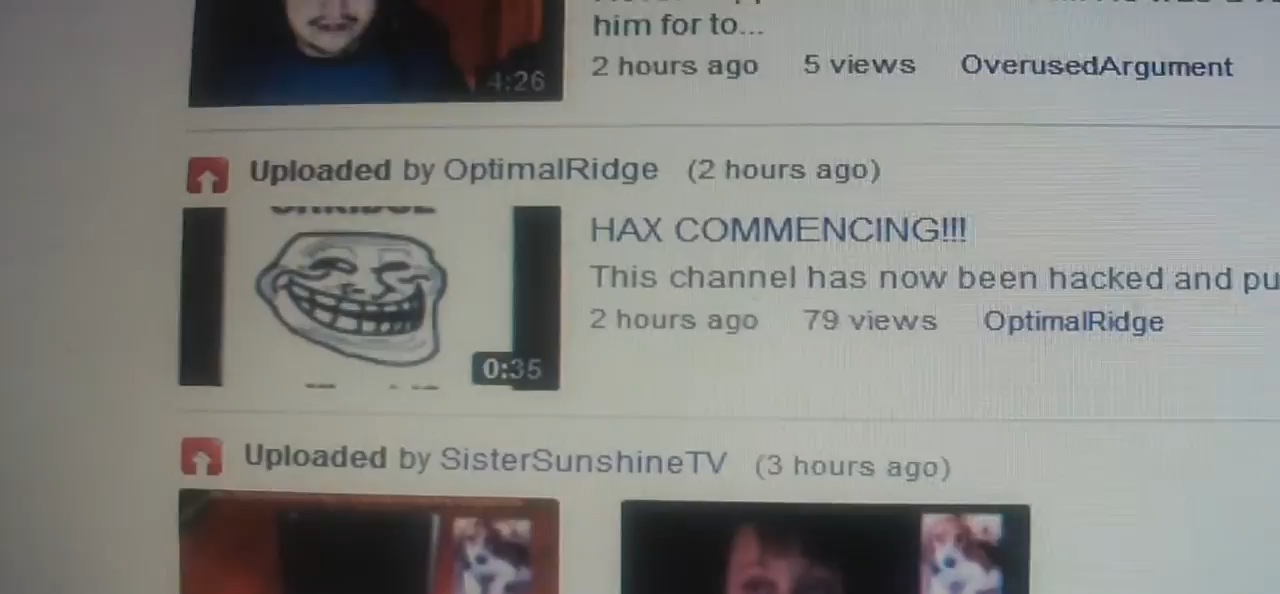 him for to...
2 hours ago 5 views OverusedArgument
4:26
Uploaded by OptimalRidge (2 hours ago)
HAX COMMENCING!!!
This channel has now been hacked and pu
2 hours ago 79 views OptimalRidge
0:35
Uploaded by SisterSunshineTV (3 hours ago)